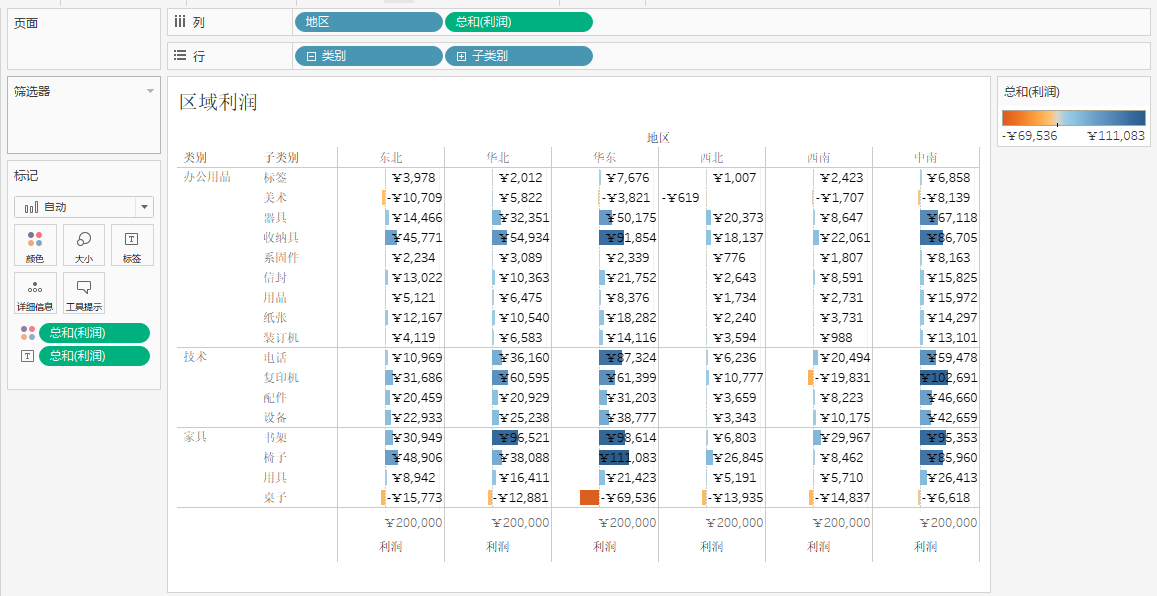 页面
列 地区 总和(利润)
行 类别 子类别
筛选器
标记
自动
颜色 大小 标签
详细信息 工具提示
总和(利润)
总和(利润)
区域利润
地区
类别 子类别 东北 华北 华东 西北 西南 中南
办公用品 标签 ¥3,978 ¥2,012 ¥7,676 ¥1,007 ¥2,423 ¥6,858
美术 -¥10,709 ¥5,822 -¥3,821 -¥619 -¥1,707 -¥8,139
器具 ¥14,466 ¥32,351 ¥50,175 ¥20,373 ¥8,647 ¥67,118
收纳具 ¥45,771 ¥54,934 ¥91,854 ¥18,137 ¥22,061 ¥86,705
系固件 ¥2,234 ¥3,089 ¥2,339 ¥776 ¥1,807 ¥8,163
信封 ¥13,022 ¥10,363 ¥21,752 ¥2,643 ¥8,591 ¥15,825
用品 ¥5,121 ¥6,475 ¥8,376 ¥1,734 ¥2,731 ¥15,972
纸张 ¥12,167 ¥10,540 ¥18,282 ¥2,240 ¥3,731 ¥14,297
装订机 ¥4,119 ¥6,583 ¥14,116 ¥3,594 ¥988 ¥13,101
技术 电话 ¥10,969 ¥36,160 ¥87,324 ¥6,236 ¥20,494 ¥59,478
复印机 ¥31,686 ¥60,595 ¥61,399 ¥10,777 -¥19,831 ¥102,691
配件 ¥20,459 ¥20,929 ¥31,203 ¥3,659 ¥8,223 ¥46,660
设备 ¥22,933 ¥25,238 ¥38,777 ¥3,343 ¥10,175 ¥42,659
家具 书架 ¥30,949 ¥96,521 ¥98,614 ¥6,803 ¥29,967 ¥95,353
椅子 ¥48,906 ¥38,088 ¥111,083 ¥26,845 ¥8,462 ¥85,960
用具 ¥8,942 ¥16,411 ¥21,423 ¥5,191 ¥5,710 ¥26,413
桌子 -¥15,773 -¥12,881 -¥69,536 -¥13,935 -¥14,837 -¥6,618
¥200,000 ¥200,000 ¥200,000 ¥200,000 ¥200,000 ¥200,000
利润 利润 利润 利润 利润 利润
总和(利润)
-¥69,536 ¥111,083